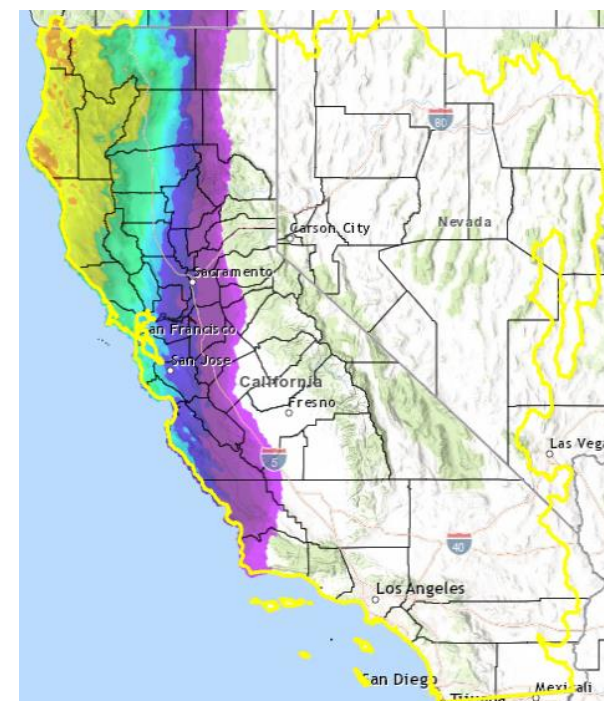 80
Carson City
Nevada
Sacramento
an Francisco
San Jose
California
Fresno
5
Las Vega
40
Los Angeles
San Diego
Mexicali